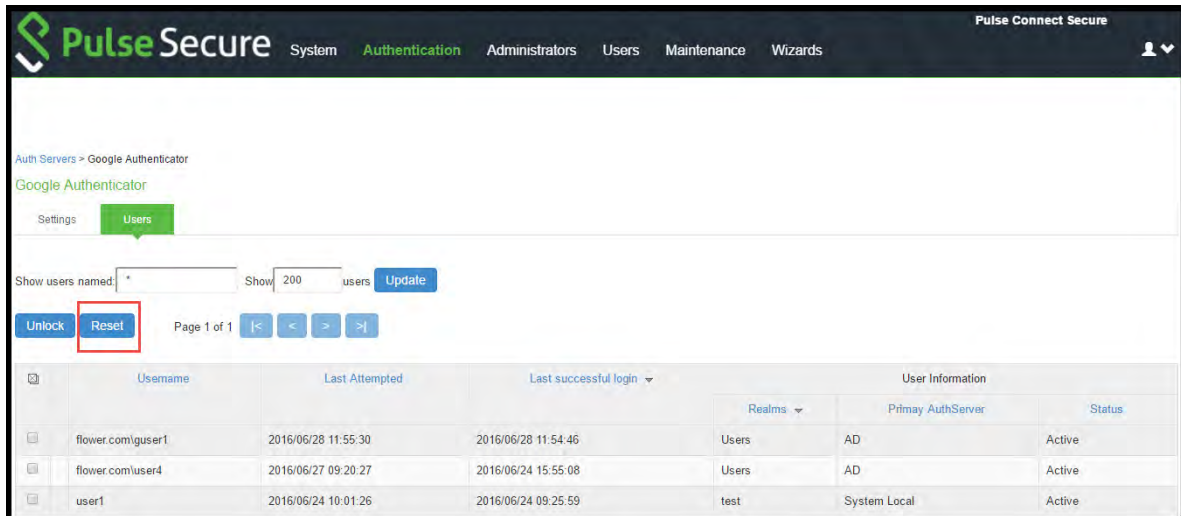 Pulse Connect Secure
Pulse Secure System Authentication Administrators Users Maintenance Wizards
Auth Servers > Google Authenticator
Google Authenticator
Settings Users
Show users named: * Show 200 users Update
Unlock Reset Page 1 of 1 |< < > >|
Username Last Attempted Last successful login User Information
Realms Primay AuthServer Status
flower.com\guser1 2016/06/28 11:55:30 2016/06/28 11:54:46 Users AD Active
flower.com\user4 2016/06/27 09:20:27 2016/06/24 15:55:08 Users AD Active
user1 2016/06/24 10:01:26 2016/06/24 09:25:59 test System Local Active